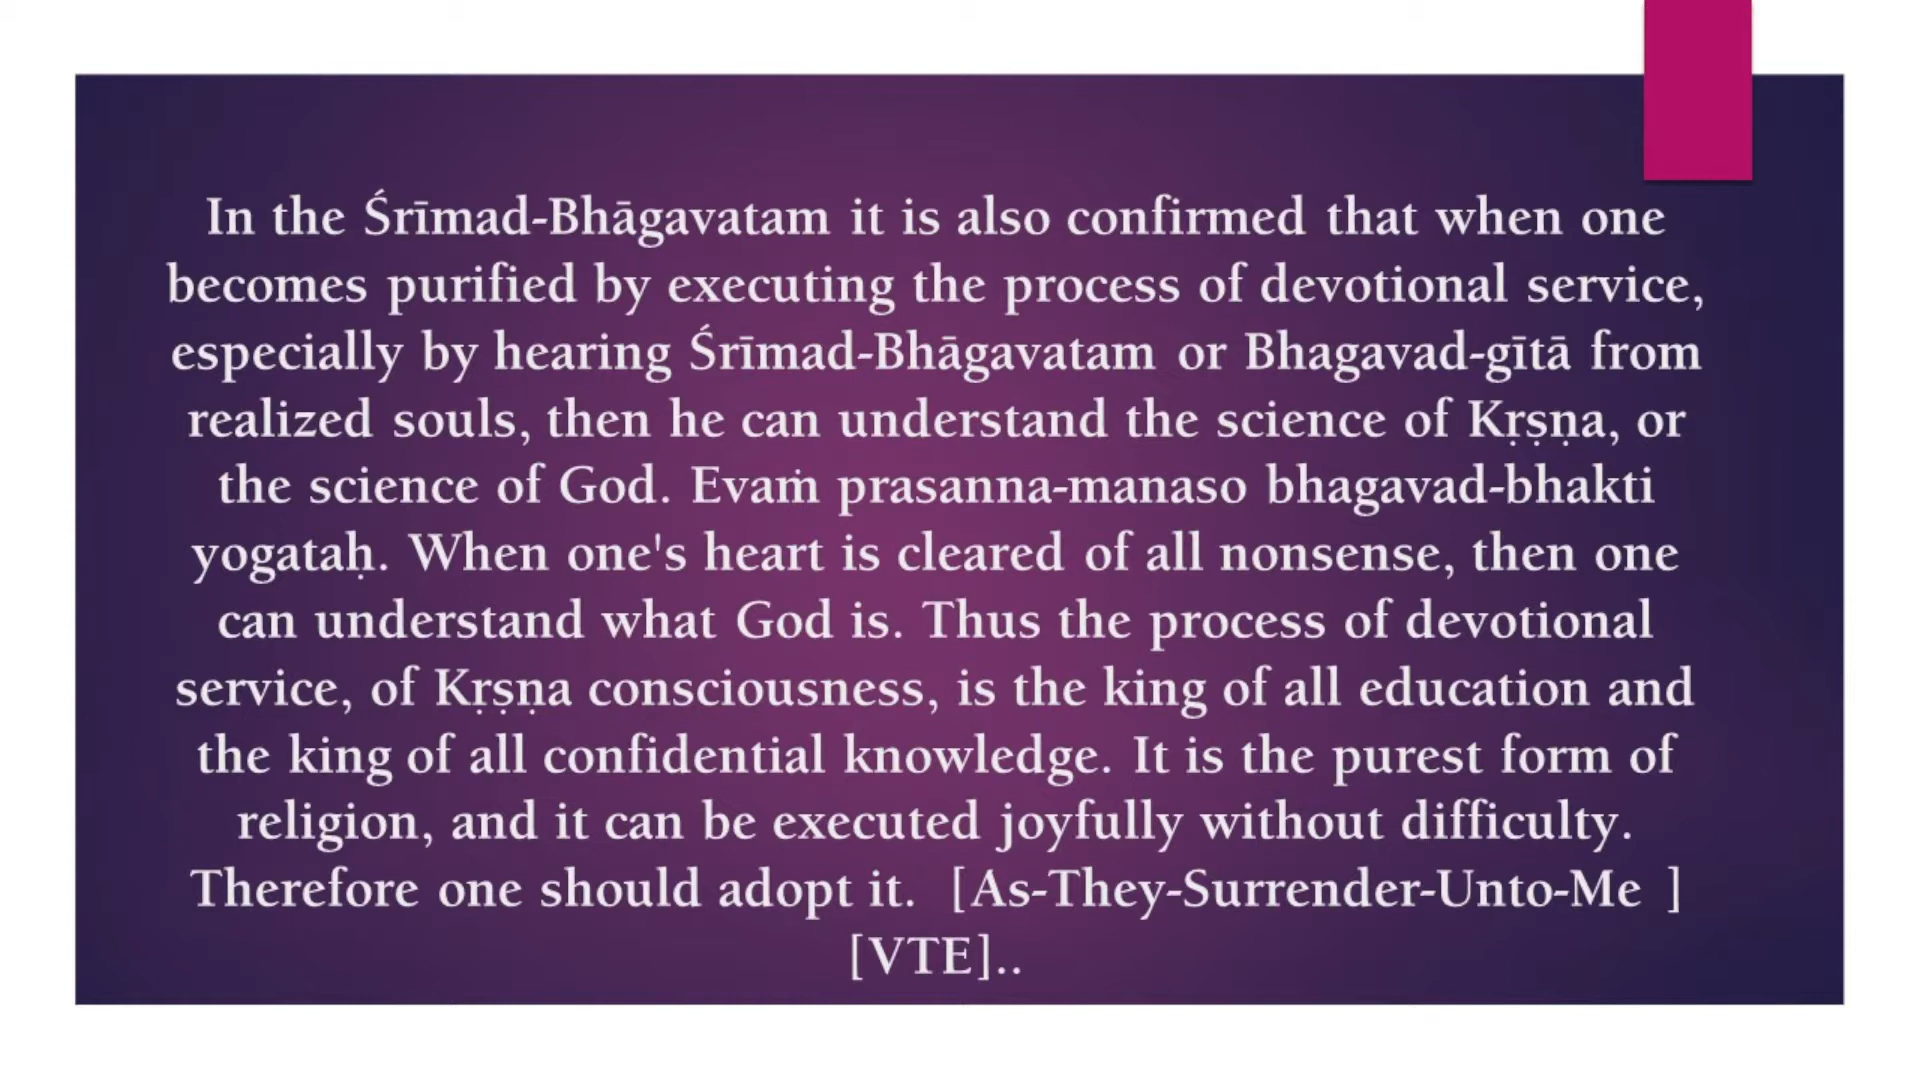 In the Śrīmad-Bhāgavatam it is also confirmed that when one
becomes purified by executing the process of devotional service,
especially by hearing Śrīmad-Bhāgavatam or Bhagavad-gītā from
realized souls, then he can understand the science of Kṛṣṇa, or
the science of God. Evaṁ prasanna-manaso bhagavad-bhakti
yogataḥ. When one's heart is cleared of all nonsense, then one
can understand what God is. Thus the process of devotional
service, of Kṛṣṇa consciousness, is the king of all education and
the king of all confidential knowledge. It is the purest form of
religion, and it can be executed joyfully without difficulty.
Therefore one should adopt it.  [As-They-Surrender-Unto-Me ]
[VTE]..